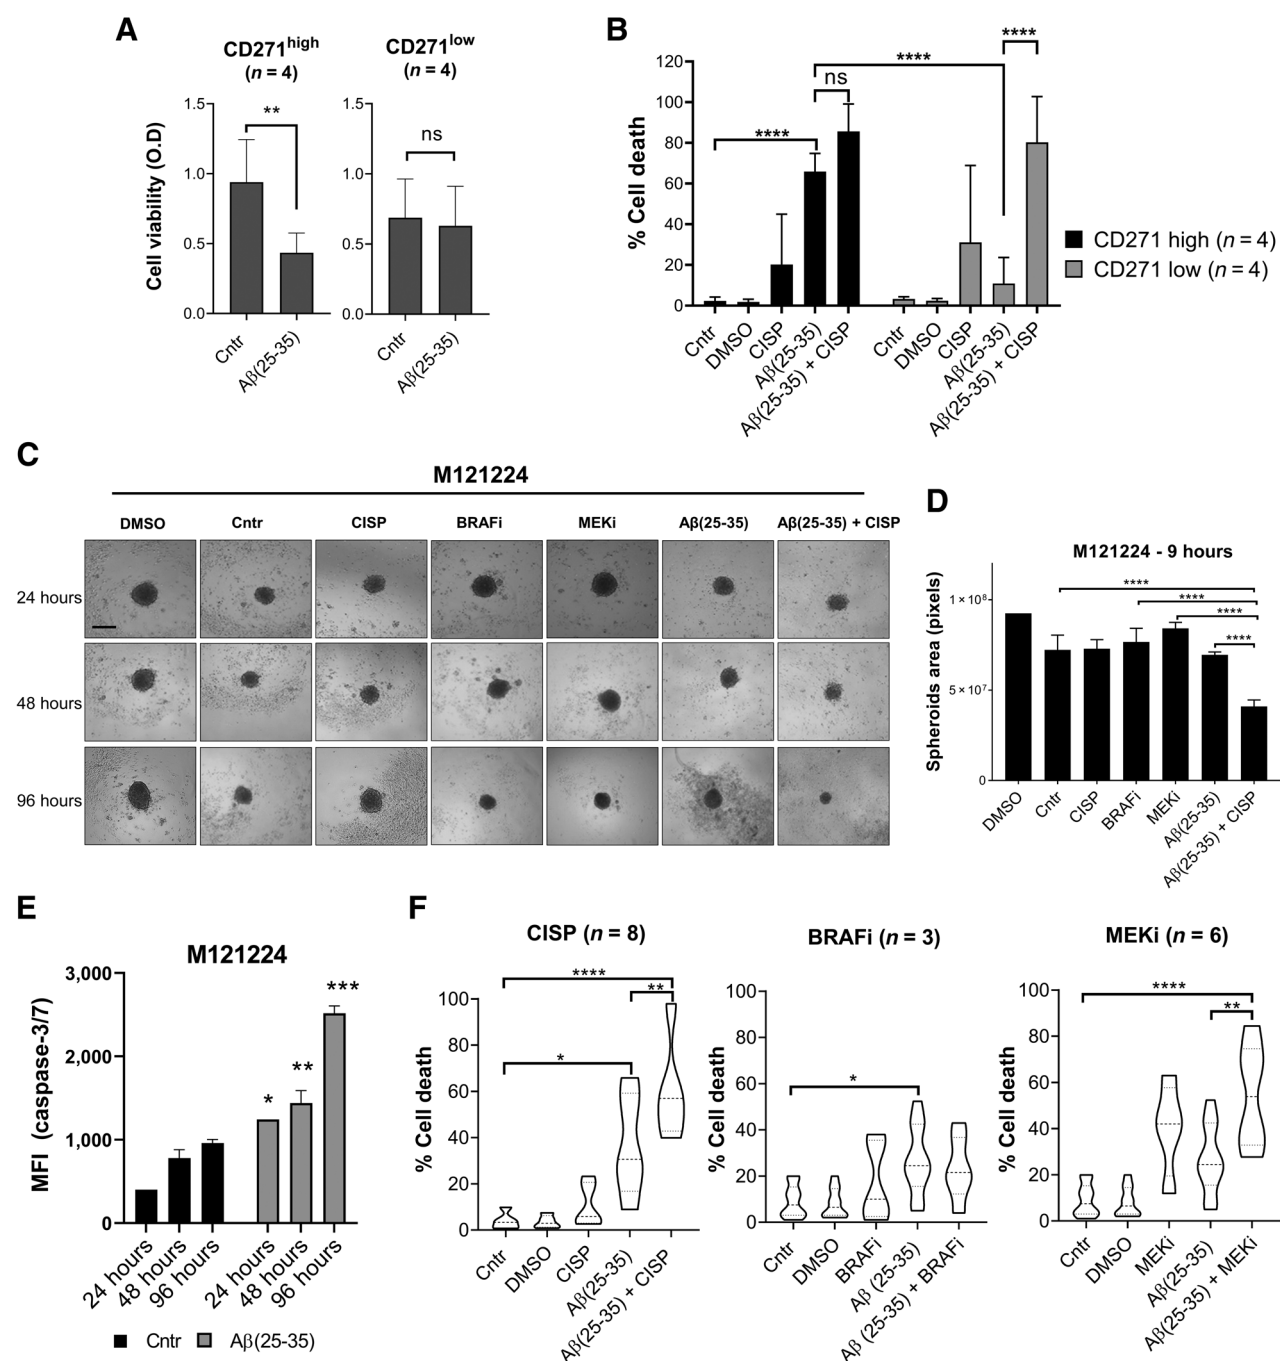 A
CD271high
(n = 4)
CD271low
(n = 4)
Cell viability (O.D)
1.5
1.0
0.5
0.0
**
Cntr
Aβ(25-35)
1.5
1.0
0.5
0.0
ns
Cntr
Aβ(25-35)
B
% Cell death
120
100
80
60
40
20
0
****
****
ns
****
Cntr
DMSO
CISP
Aβ(25-35)
Aβ(25-35) + CISP
Cntr
DMSO
CISP
Aβ(25-35)
Aβ(25-35) + CISP
CD271 high (n = 4)
CD271 low (n = 4)
C
M121224
DMSO
Cntr
CISP
BRAFi
MEKi
Aβ(25-35)
Aβ(25-35) + CISP
24 hours
48 hours
96 hours
D
M121224 - 9 hours
Spheroids area (pixels)
1 × 10⁸
5 × 10⁷
0
****
****
****
****
DMSO
Cntr
CISP
BRAFi
MEKi
Aβ(25-35)
Aβ(25-35) + CISP
E
M121224
MFI (caspase-3/7)
3,000
2,000
1,000
0
*
**
***
24 hours
48 hours
96 hours
24 hours
48 hours
96 hours
Cntr
Aβ(25-35)
F
CISP (n = 8)
% Cell death
100
80
60
40
20
0
****
**
*
Cntr
DMSO
CISP
Aβ(25-35)
Aβ(25-35) + CISP
BRAFi (n = 3)
% Cell death
100
80
60
40
20
0
*
Cntr
DMSO
BRAFi
Aβ (25-35)
Aβ (25-35) + BRAFi
MEKi (n = 6)
% Cell death
100
80
60
40
20
0
****
**
Cntr
DMSO
MEKi
Aβ(25-35)
Aβ(25-35) + MEKi